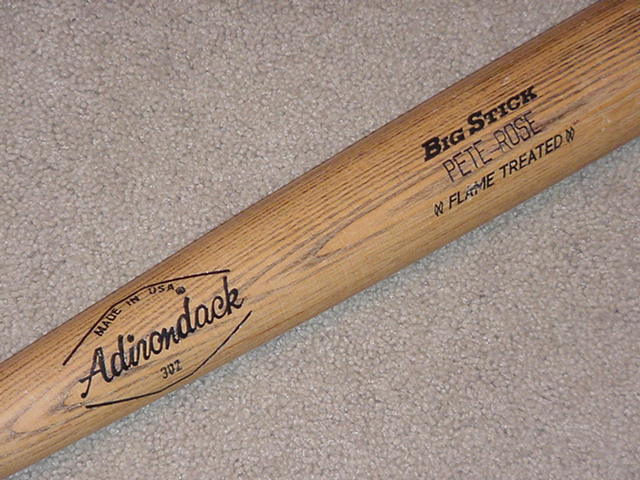 BIG STICK
PETE ROSE
FLAME TREATED
MADE IN USA®
Adirondack
302